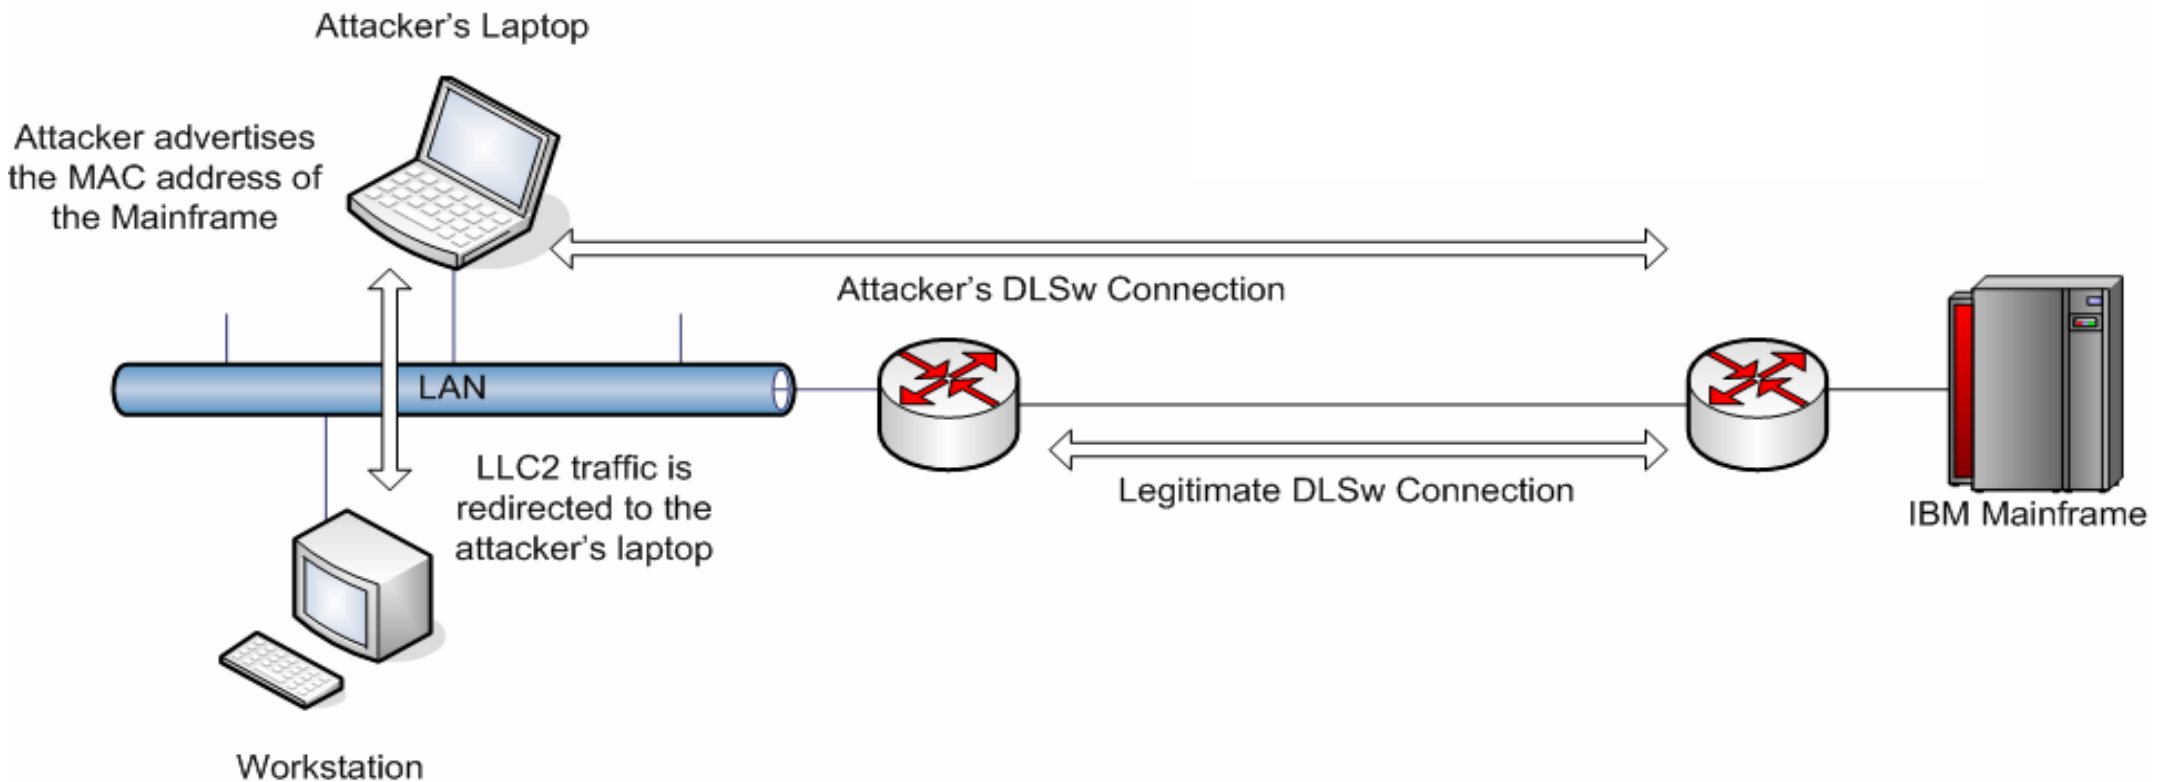 Attacker's Laptop
Attacker advertises
the MAC address of
the Mainframe
Attacker's DLSw Connection
LAN
LLC2 traffic is
redirected to the
attacker's laptop
Legitimate DLSw Connection
IBM Mainframe
Workstation